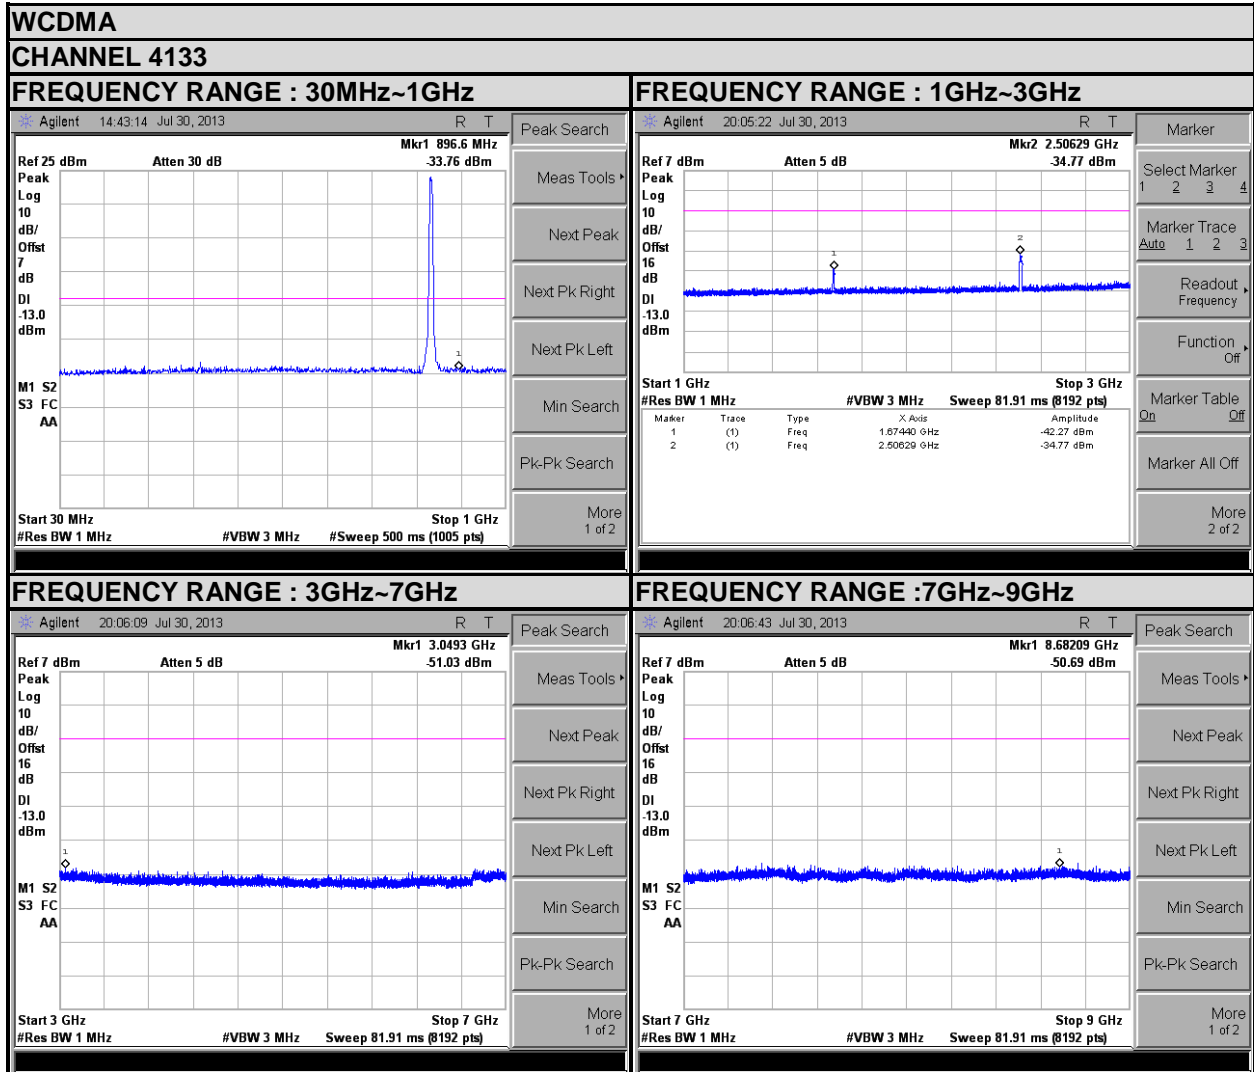 WCDMA
CHANNEL 4133
FREQUENCY RANGE : 30MHz~1GHz
Agilent 14:43:14 Jul 30, 2013 R T
Mkr1 896.6 MHz
Ref 25 dBm Atten 30 dB -33.76 dBm
Peak
Log
10
dB/
Offst
7
dB
DI
-13.0
dBm
1
M1 S2
S3 FC
AA
Start 30 MHz Stop 1 GHz
#Res BW 1 MHz #VBW 3 MHz #Sweep 500 ms (1005 pts)
Peak Search
Meas Tools
Next Peak
Next Pk Right
Next Pk Left
Min Search
Pk-Pk Search
More
1 of 2
FREQUENCY RANGE : 1GHz~3GHz
Agilent 20:05:22 Jul 30, 2013 R T
Mkr2 2.50629 GHz
Ref 7 dBm Atten 5 dB -34.77 dBm
Peak
Log
10
dB/
Offst
16
dB
DI
-13.0
dBm
1
2
Start 1 GHz Stop 3 GHz
#Res BW 1 MHz #VBW 3 MHz Sweep 81.91 ms (8192 pts)
Marker Trace Type X Axis Amplitude
1 (1) Freq 1.67440 GHz -42.27 dBm
2 (1) Freq 2.50629 GHz -34.77 dBm
Marker
Select Marker
1 2 3 4
Marker Trace
Auto 1 2 3
Readout
Frequency
Function
Off
Marker Table
On Off
Marker All Off
More
2 of 2
FREQUENCY RANGE : 3GHz~7GHz
Agilent 20:06:09 Jul 30, 2013 R T
Mkr1 3.0493 GHz
Ref 7 dBm Atten 5 dB -51.03 dBm
Peak
Log
10
dB/
Offst
16
dB
DI
-13.0
dBm
1
M1 S2
S3 FC
AA
Start 3 GHz Stop 7 GHz
#Res BW 1 MHz #VBW 3 MHz Sweep 81.91 ms (8192 pts)
Peak Search
Meas Tools
Next Peak
Next Pk Right
Next Pk Left
Min Search
Pk-Pk Search
More
1 of 2
FREQUENCY RANGE :7GHz~9GHz
Agilent 20:06:43 Jul 30, 2013 R T
Mkr1 8.68209 GHz
Ref 7 dBm Atten 5 dB -50.69 dBm
Peak
Log
10
dB/
Offst
16
dB
DI
-13.0
dBm
1
M1 S2
S3 FC
AA
Start 7 GHz Stop 9 GHz
#Res BW 1 MHz #VBW 3 MHz Sweep 81.91 ms (8192 pts)
Peak Search
Meas Tools
Next Peak
Next Pk Right
Next Pk Left
Min Search
Pk-Pk Search
More
1 of 2